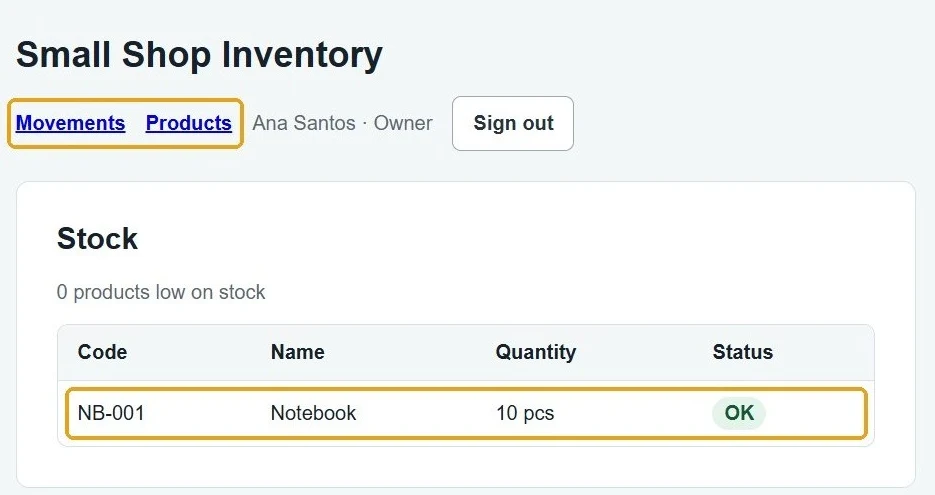 Small Shop Inventory
Movements Products Ana Santos · Owner Sign out
Stock
0 products low on stock
Code Name Quantity Status
NB-001 Notebook 10 pcs OK